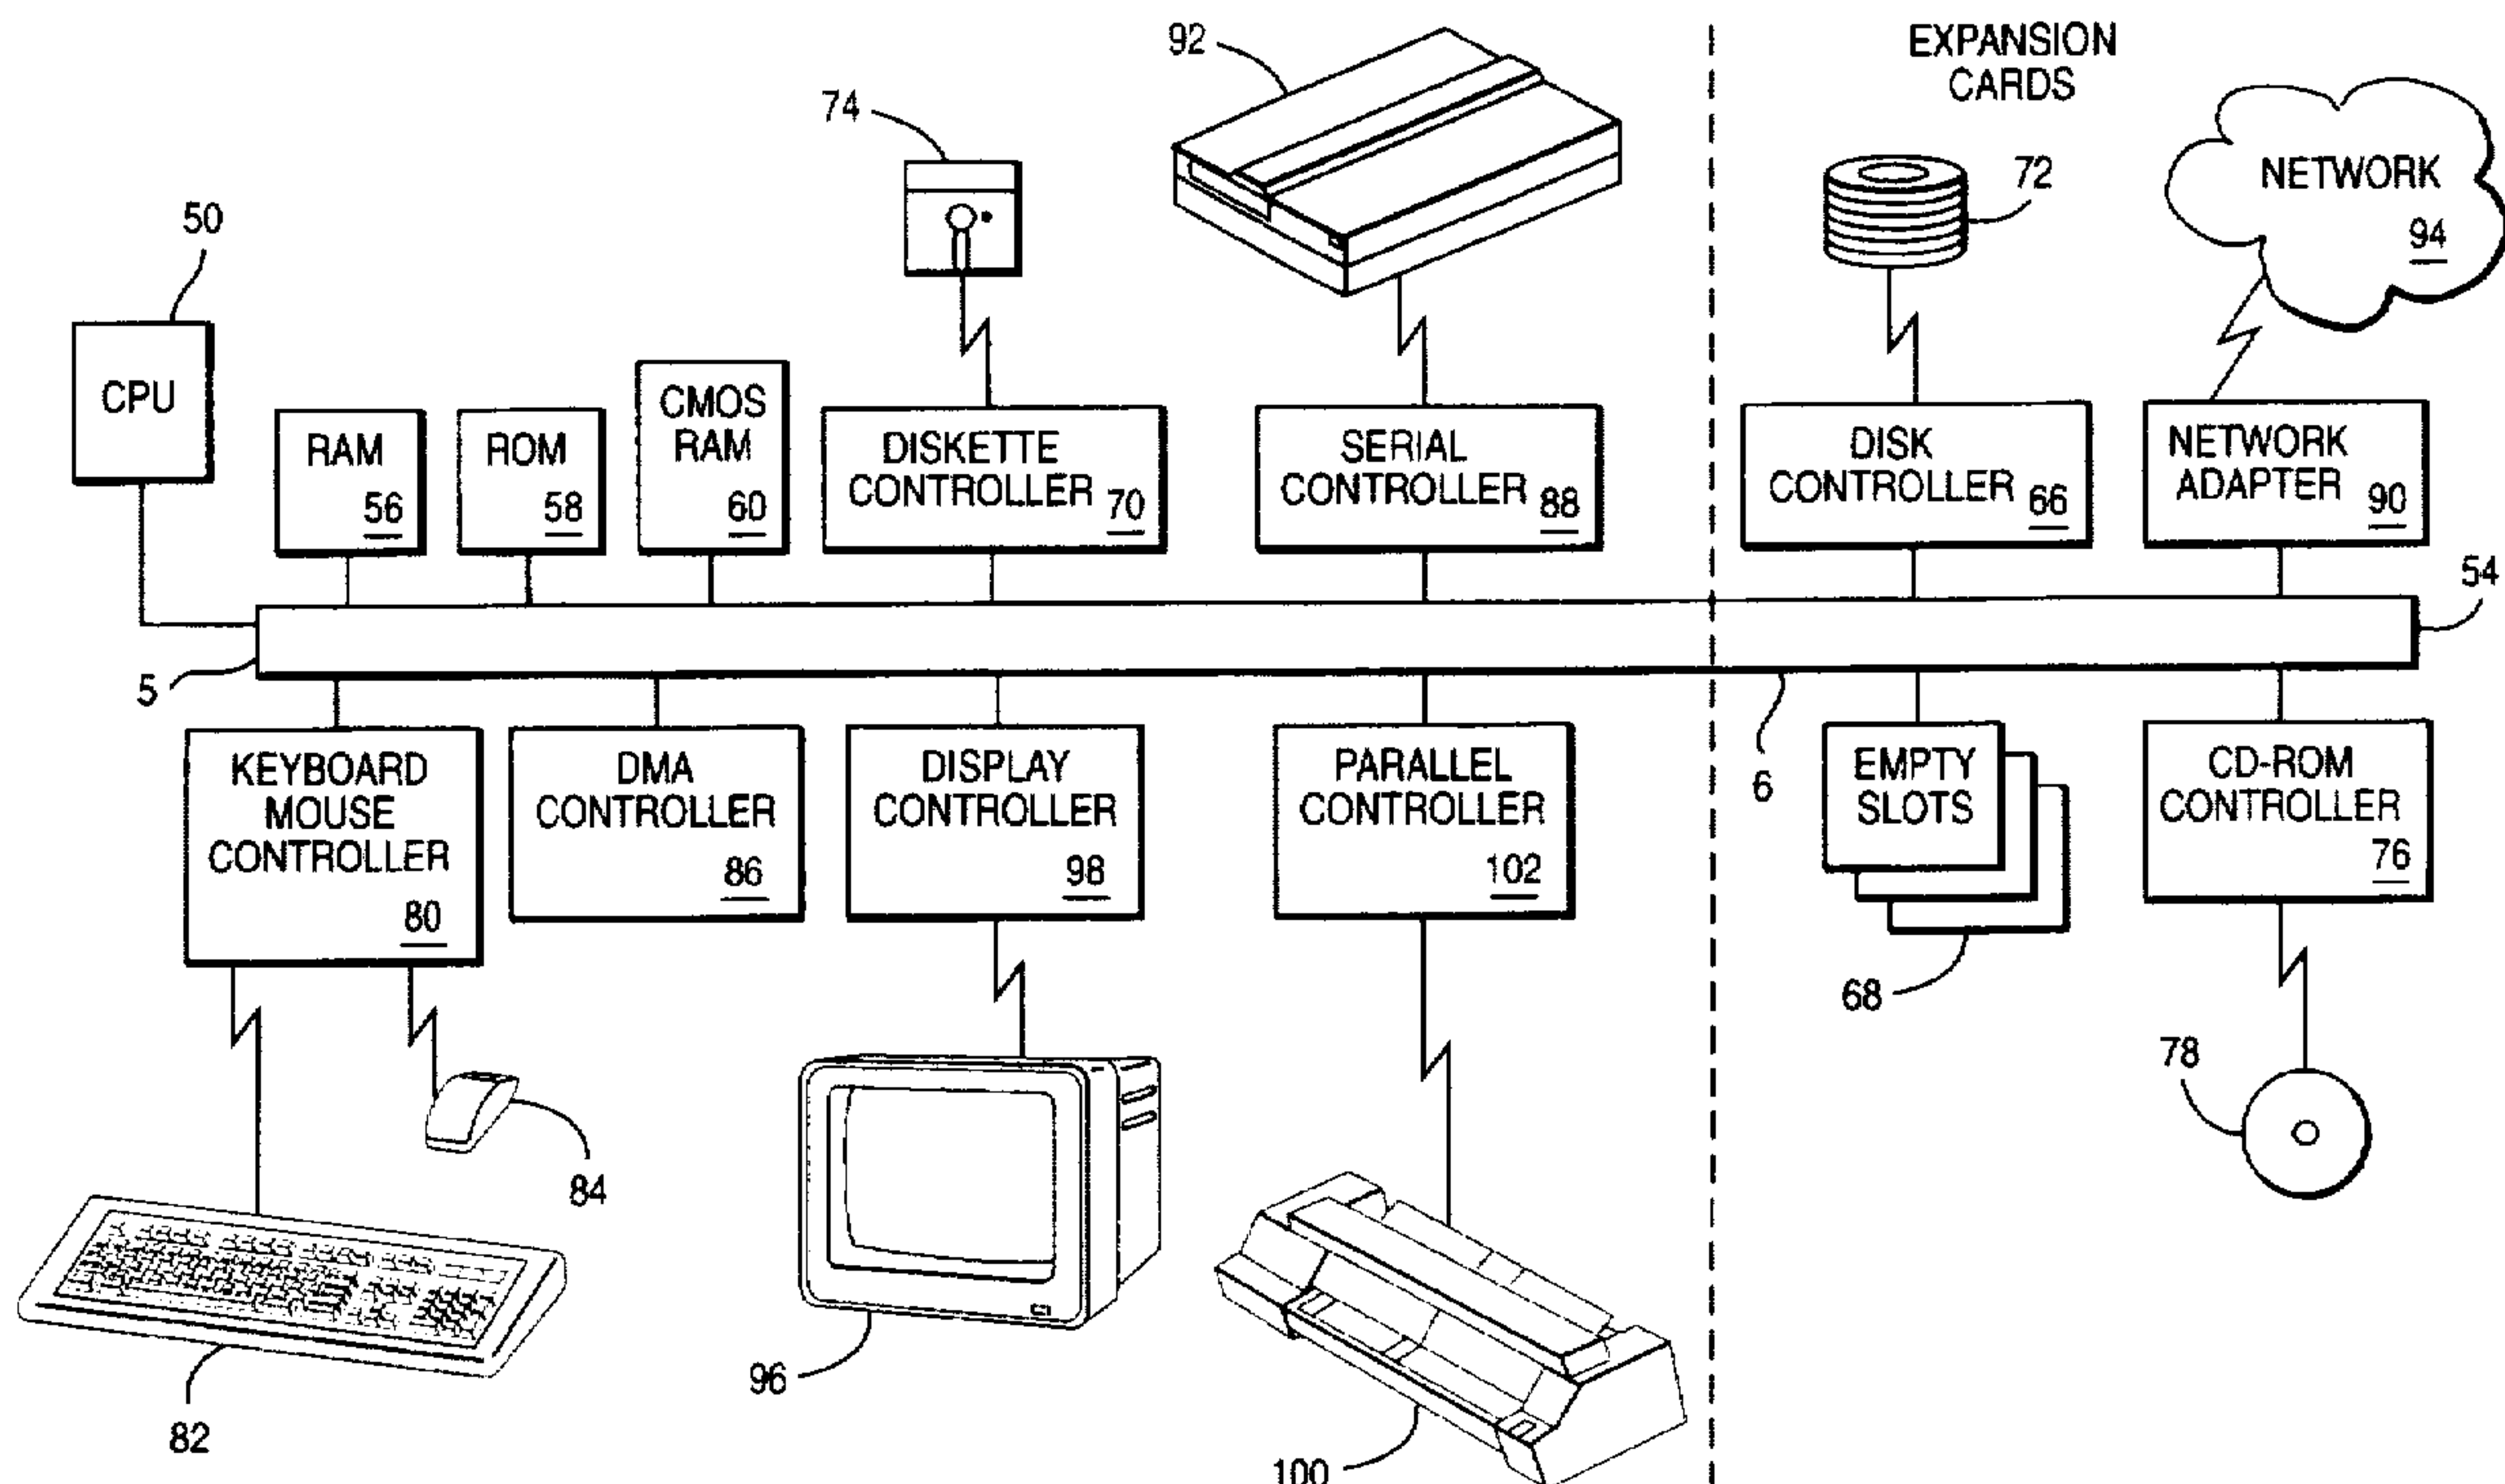 92
EXPANSION
CARDS
74
72
NETWORK
94
50
CPU
RAM
56
ROM
58
CMOS
RAM
60
DISKETTE
CONTROLLER 70
SERIAL
CONTROLLER 88
DISK
CONTROLLER 66
NETWORK
ADAPTER 90
54
5
6
KEYBOARD
MOUSE
CONTROLLER
80
DMA
CONTROLLER
86
DISPLAY
CONTROLLER
98
PARALLEL
CONTROLLER
102
EMPTY
SLOTS
68
CD-ROM
CONTROLLER
76
78
84
82
96
100